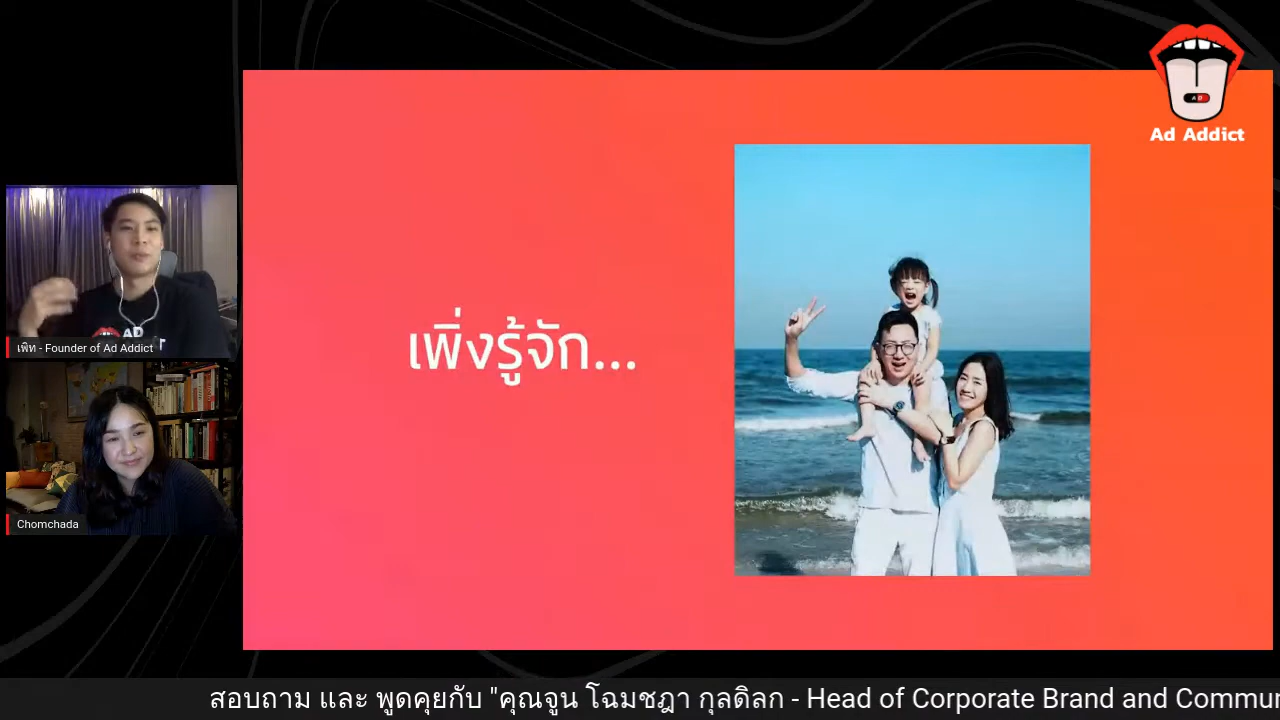 Ad Addict
AD
เพิ่งรู้จัก...
AD
เพิท - Founder of Ad Addict
Chomchada
สอบถาม และ พูดคุยกับ "คุณจูน โฉมชฎา กุลดิลก - Head of Corporate Brand and Commun